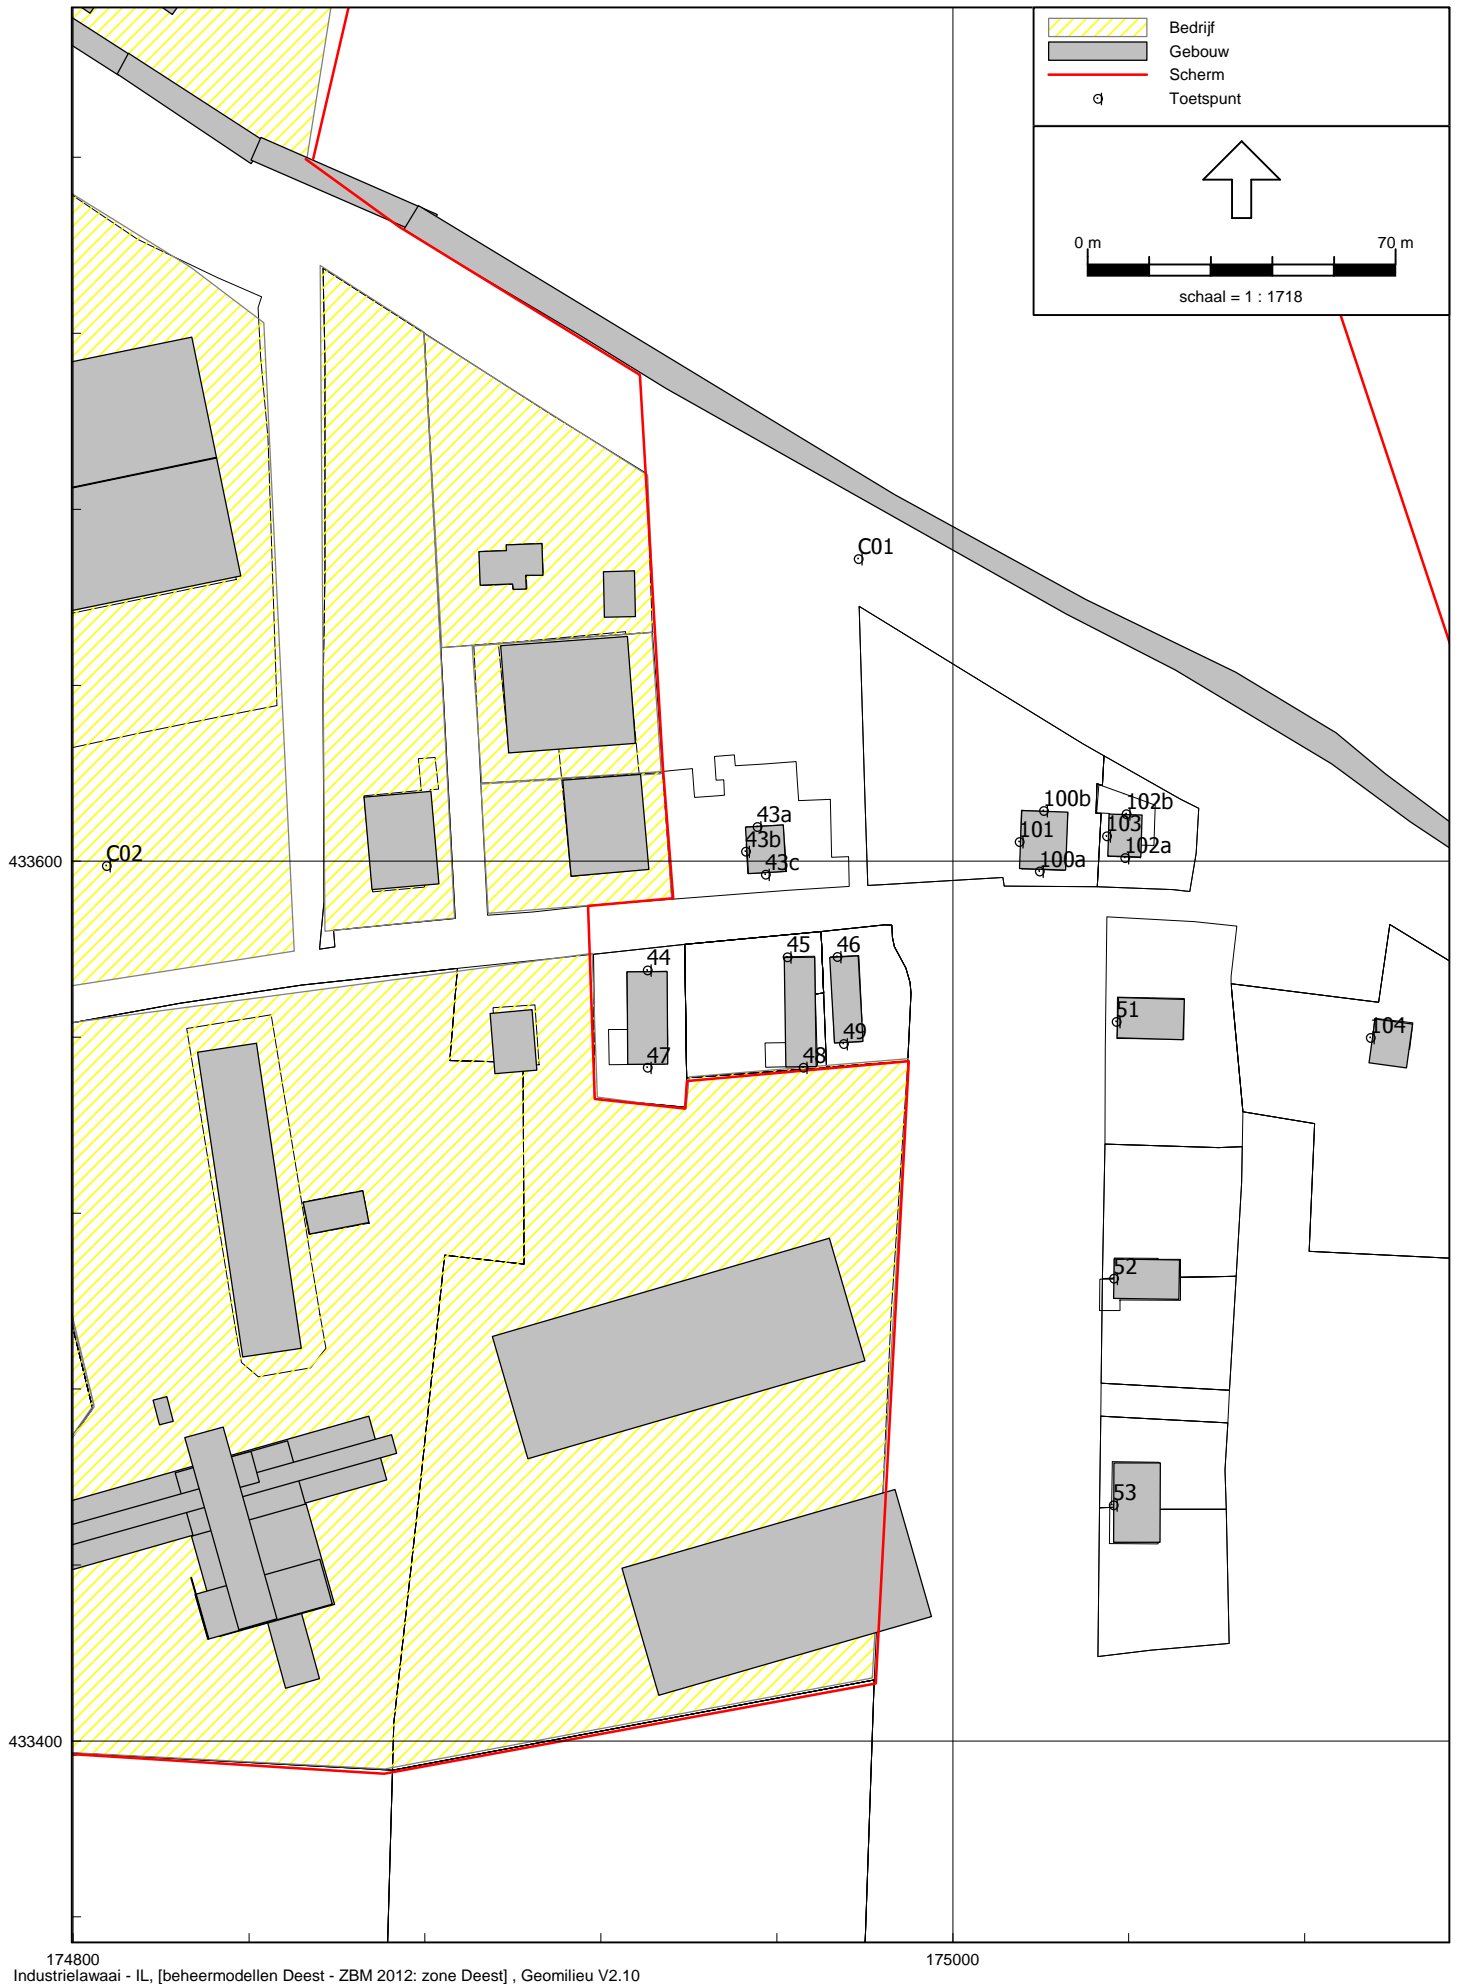 Bedrijf
Gebouw
Scherm
Toetspunt
0 m 70 m
schaal = 1 : 1718
C01
100b
102b
43a
101
103
43b
102a
C02
433600
43c
100a
44
45
46
51
104
49
47
48
52
53
433400
174800 175000
Industrielawaai - IL, [beheermodellen Deest - ZBM 2012: zone Deest] , Geomilieu V2.10